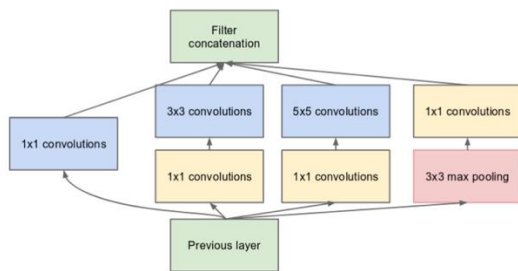 Filter
concatenation
3x3 convolutions
5x5 convolutions
1x1 convolutions
1x1 convolutions
1x1 convolutions
1x1 convolutions
3x3 max pooling
Previous layer